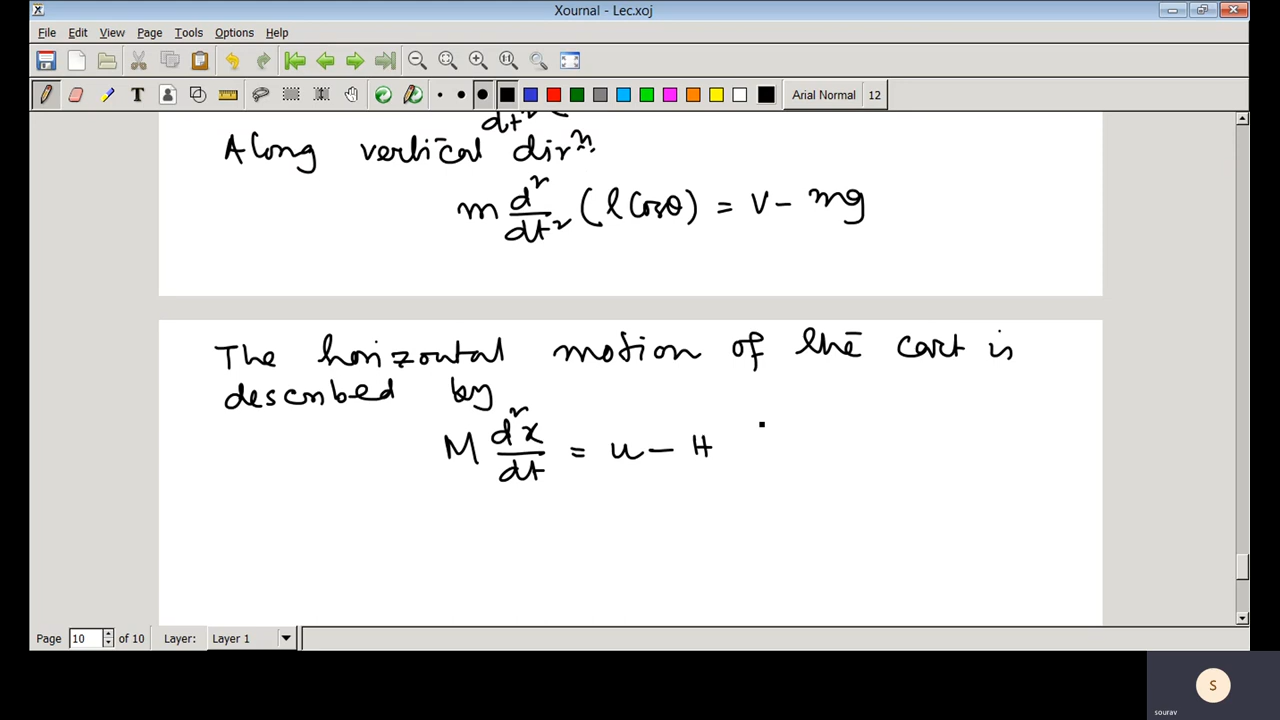 Xournal - Lec.xoj
File Edit View Page Tools Options Help
Arial Normal 12
dt²
Along vertical dirⁿ.
m d²/dt² (l Cosθ) = V - mg
The horizontal motion of the cart is
described by
M d²x/dt = u - H
Page 10 of 10 Layer: Layer 1
S
sourav